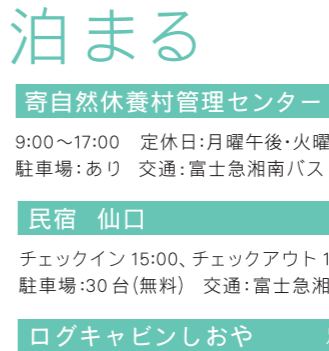 泊まる
寄自然休養村管理センター
9:00～17:00　定休日:月曜午後・火曜
駐車場:あり　交通:富士急湘南バス
民宿　仙口
チェックイン 15:00、チェックアウト 1
駐車場:30台(無料)　交通:富士急湘
ログキャビンしおや